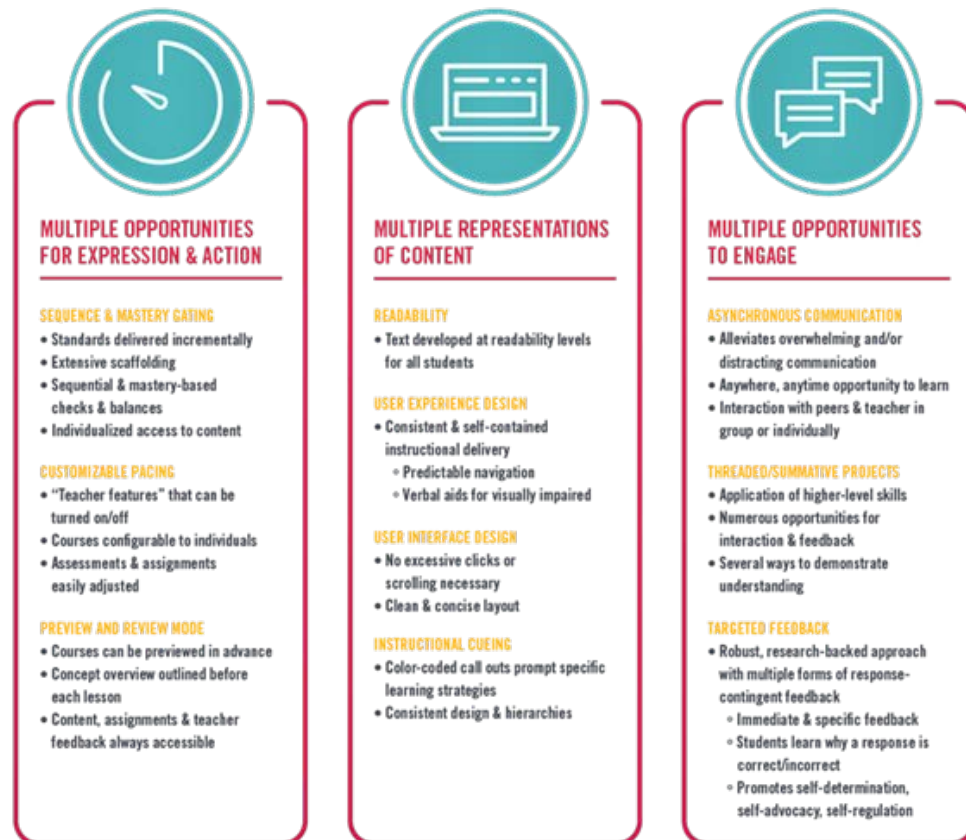 MULTIPLE OPPORTUNITIES
FOR EXPRESSION & ACTION
SEQUENCE & MASTERY GATING
• Standards delivered incrementally
• Extensive scaffolding
• Sequential & mastery-based
checks & balances
• Individualized access to content
CUSTOMIZABLE PACING
• “Teacher features” that can be
turned on/off
• Courses configurable to individuals
• Assessments & assignments
easily adjusted
PREVIEW AND REVIEW MODE
• Courses can be previewed in advance
• Concept overview outlined before
each lesson
• Content, assignments & teacher
feedback always accessible
MULTIPLE REPRESENTATIONS
OF CONTENT
READABILITY
• Text developed at readability levels
for all students
USER EXPERIENCE DESIGN
• Consistent & self-contained
instructional delivery
◦ Predictable navigation
◦ Verbal aids for visually impaired
USER INTERFACE DESIGN
• No excessive clicks or
scrolling necessary
• Clean & concise layout
INSTRUCTIONAL CUEING
• Color-coded call outs prompt specific
learning strategies
• Consistent design & hierarchies
MULTIPLE OPPORTUNITIES
TO ENGAGE
ASYNCHRONOUS COMMUNICATION
• Alleviates overwhelming and/or
distracting communication
• Anywhere, anytime opportunity to learn
• Interaction with peers & teacher in
group or individually
THREADED/SUMMATIVE PROJECTS
• Application of higher-level skills
• Numerous opportunities for
interaction & feedback
• Several ways to demonstrate
understanding
TARGETED FEEDBACK
• Robust, research-backed approach
with multiple forms of response-
contingent feedback
◦ Immediate & specific feedback
◦ Students learn why a response is
correct/incorrect
◦ Promotes self-determination,
self-advocacy, self-regulation